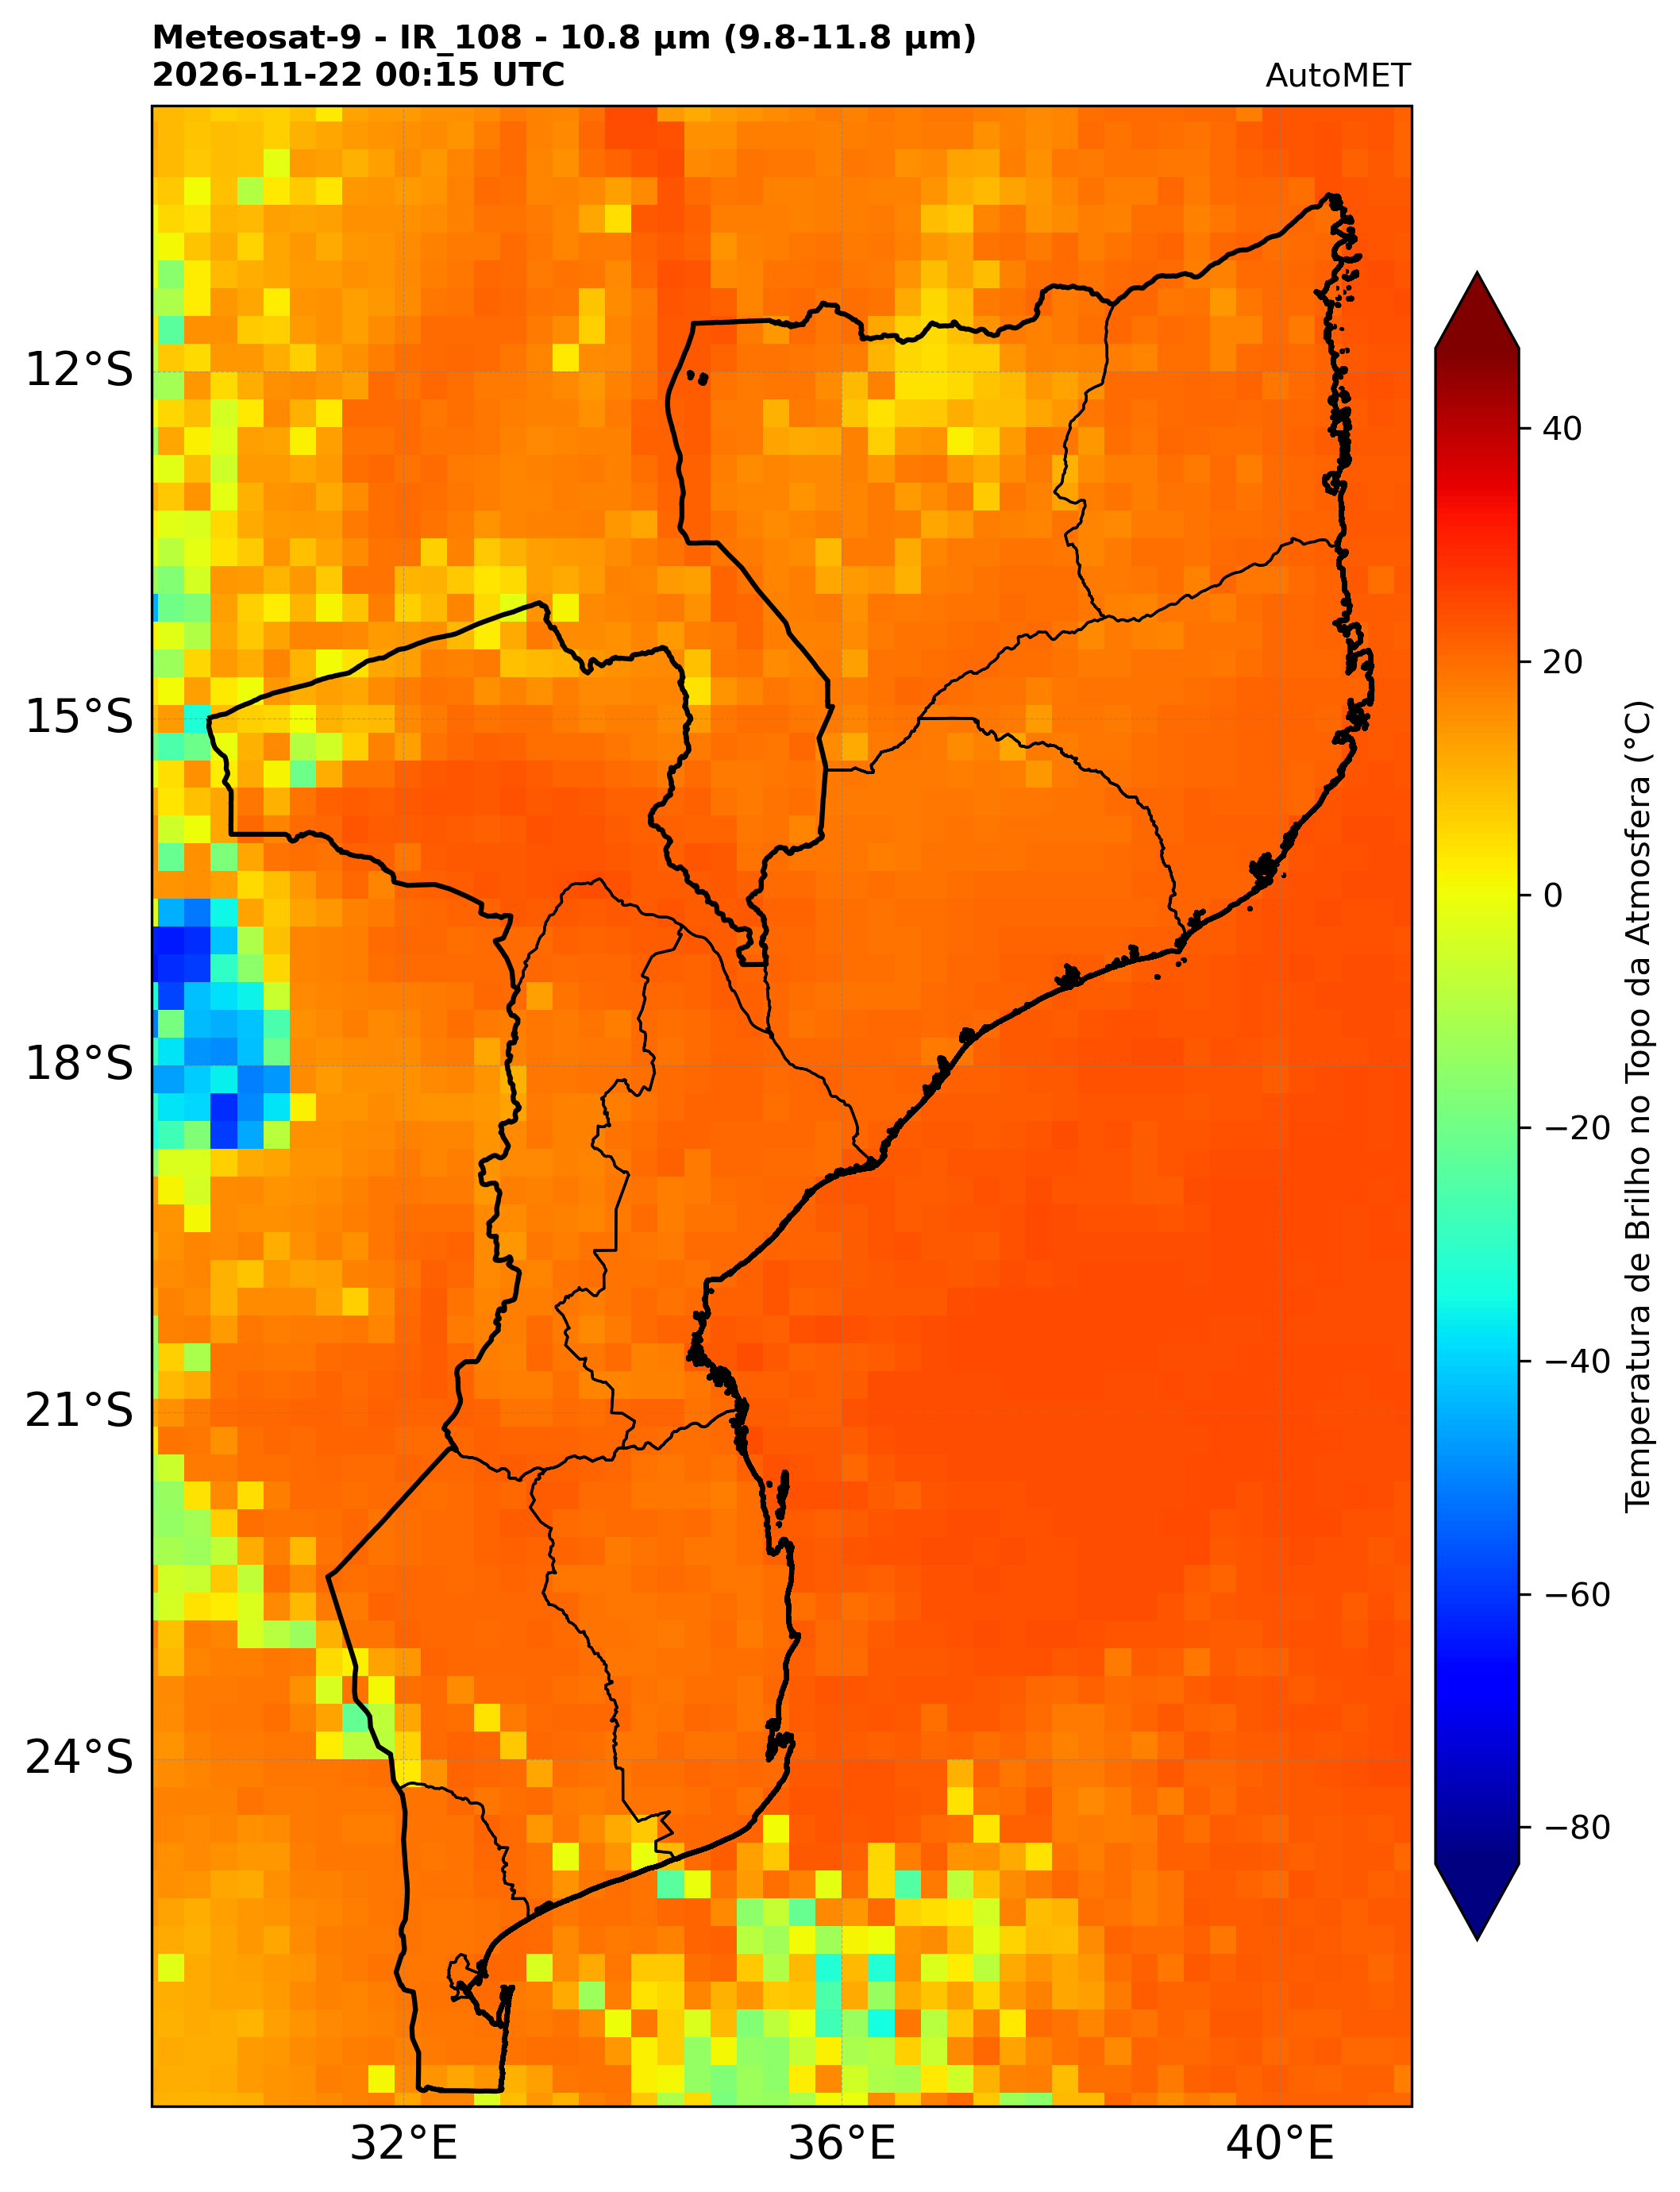 Meteosat-9 - IR_108 - 10.8 µm (9.8-11.8 µm)
2026-11-22 00:15 UTC
AutoMET
12°S
15°S
18°S
21°S
24°S
32°E
36°E
40°E
40
20
0
−20
−40
−60
−80
Temperatura de Brilho no Topo da Atmosfera (°C)